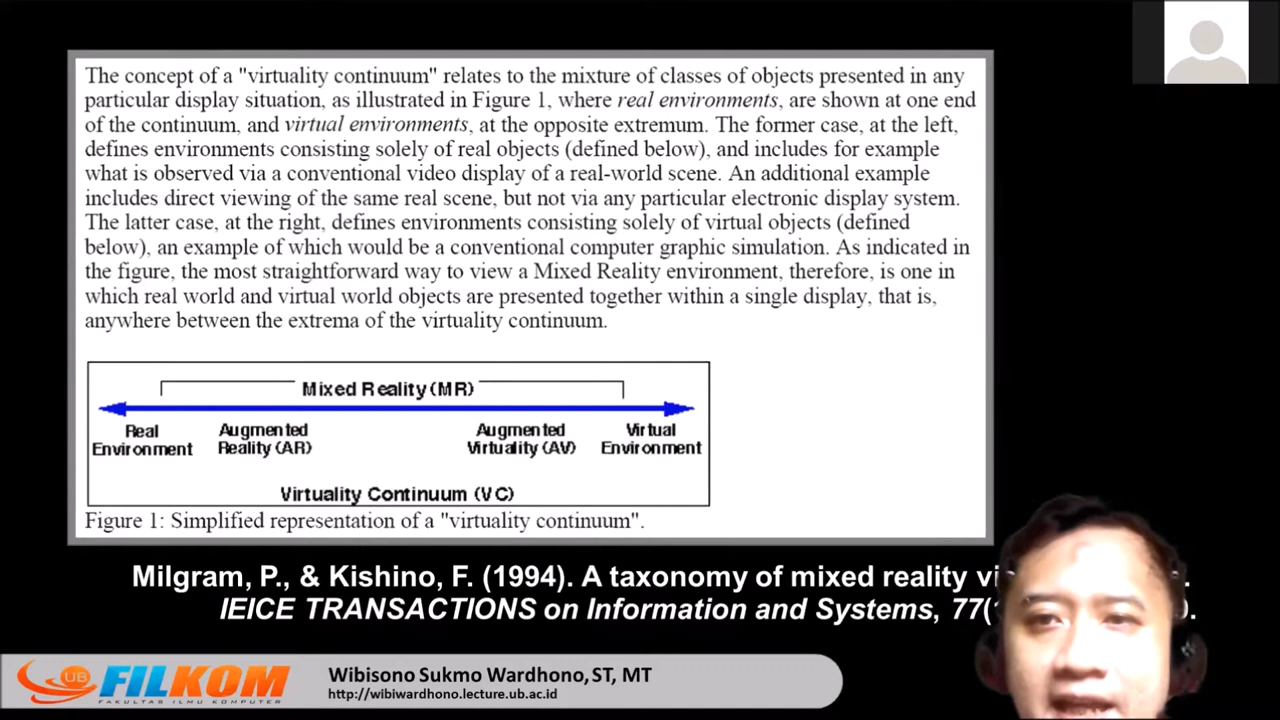 The concept of a "virtuality continuum" relates to the mixture of classes of objects presented in any
particular display situation, as illustrated in Figure 1, where real environments, are shown at one end
of the continuum, and virtual environments, at the opposite extremum. The former case, at the left,
defines environments consisting solely of real objects (defined below), and includes for example
what is observed via a conventional video display of a real-world scene. An additional example
includes direct viewing of the same real scene, but not via any particular electronic display system.
The latter case, at the right, defines environments consisting solely of virtual objects (defined
below), an example of which would be a conventional computer graphic simulation. As indicated in
the figure, the most straightforward way to view a Mixed Reality environment, therefore, is one in
which real world and virtual world objects are presented together within a single display, that is,
anywhere between the extrema of the virtuality continuum.
Mixed Reality (MR)
Real
Environment
Augmented
Reality (AR)
Augmented
Virtuality (AV)
Virtual
Environment
Virtuality Continuum (VC)
Figure 1: Simplified representation of a "virtuality continuum".
Milgram, P., & Kishino, F. (1994). A taxonomy of mixed reality
IEICE TRANSACTIONS on Information and Systems, 77(
UB FILKOM
FAKULTAS ILMU KOMPUTER
Wibisono Sukmo Wardhono, ST, MT
http://wibiwardhono.lecture.ub.ac.id